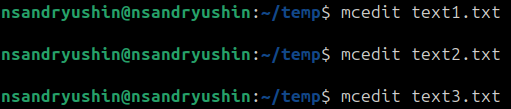 nsandryushin@nsandryushin:~/temp$ mcedit text1.txt
nsandryushin@nsandryushin:~/temp$ mcedit text2.txt
nsandryushin@nsandryushin:~/temp$ mcedit text3.txt